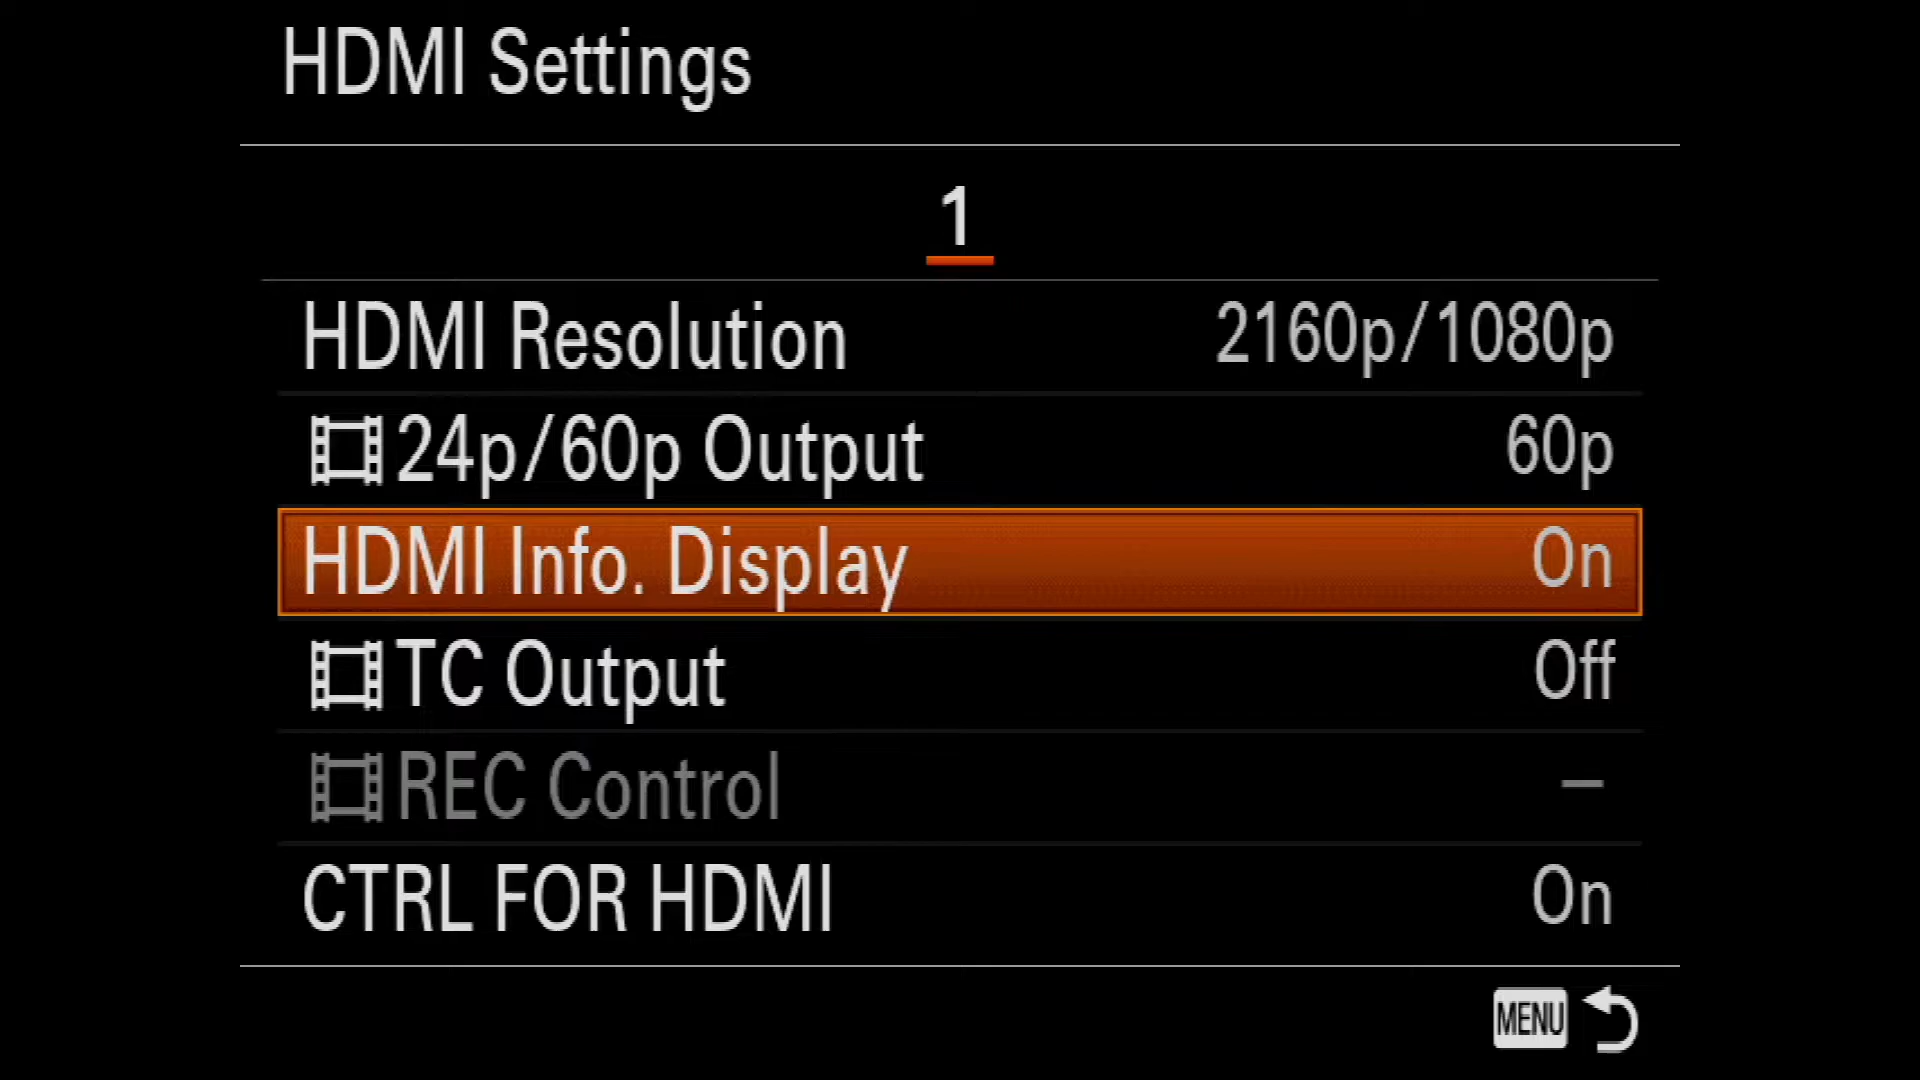 HDMI Settings
1
HDMI Resolution 2160p/1080p
24p/60p Output 60p
HDMI Info. Display On
TC Output Off
REC Control –
CTRL FOR HDMI On
MENU